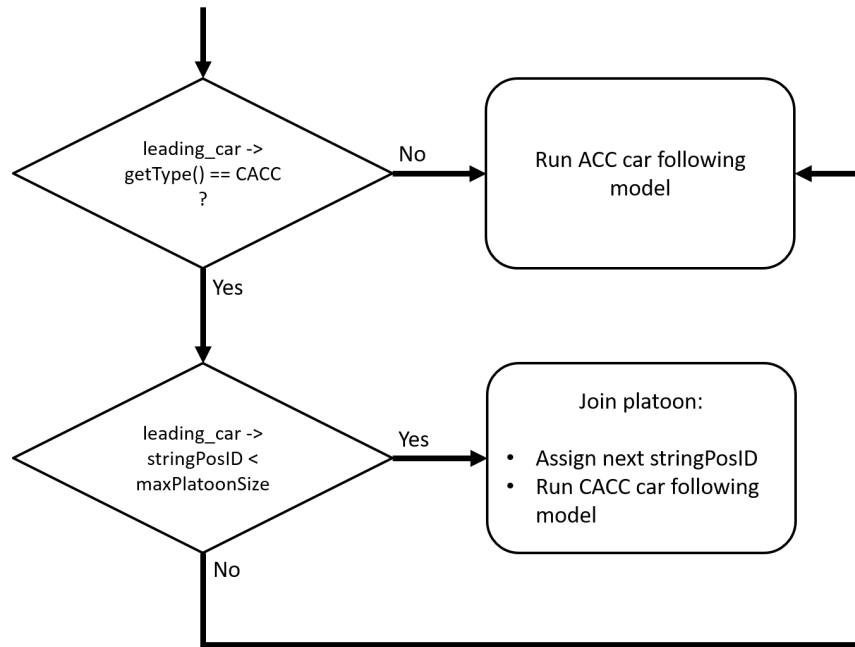 leading_car ->
getType() == CACC
?
No
Run ACC car following
model
Yes
leading_car ->
stringPosID <
maxPlatoonSize
Yes
Join platoon:
• Assign next stringPosID
• Run CACC car following
model
No